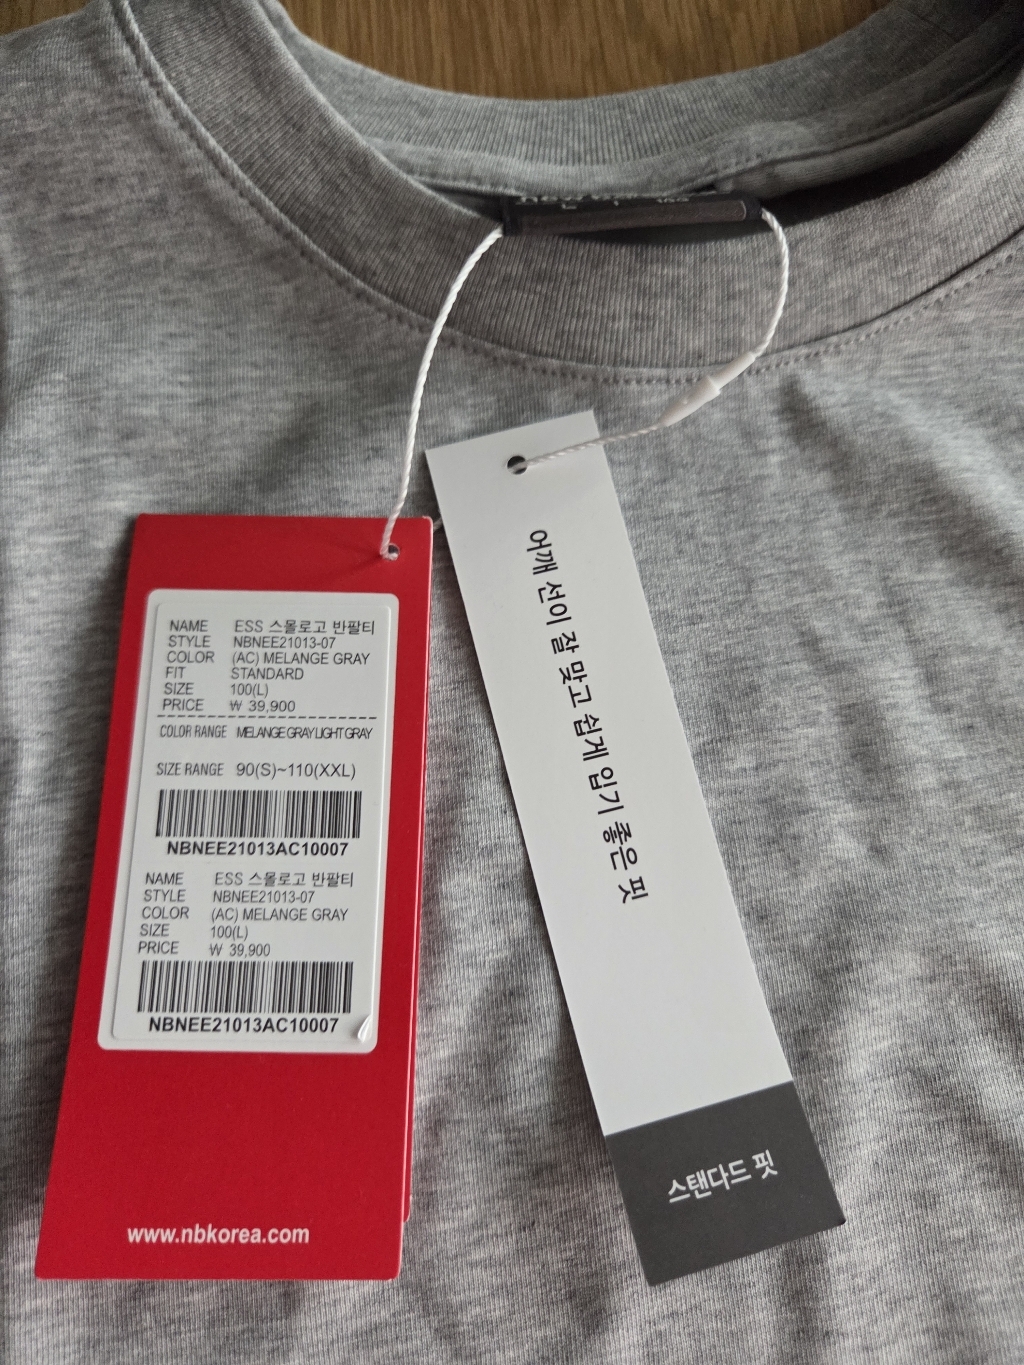 NAME ESS 스몰로고 반팔티
STYLE NBNEE21013-07
COLOR (AC) MELANGE GRAY
FIT STANDARD
SIZE 100(L)
PRICE ₩ 39,900
COLOR RANGE MELANGE GRAY LIGHT GRAY
SIZE RANGE 90(S)~110(XXL)
NBNEE21013AC10007
NAME ESS 스몰로고 반팔티
STYLE NBNEE21013-07
COLOR (AC) MELANGE GRAY
SIZE 100(L)
PRICE ₩ 39,900
NBNEE21013AC10007
www.nbkorea.com
어깨 선이 잘 맞고 쉽게 입기 좋은 핏
스탠다드 핏